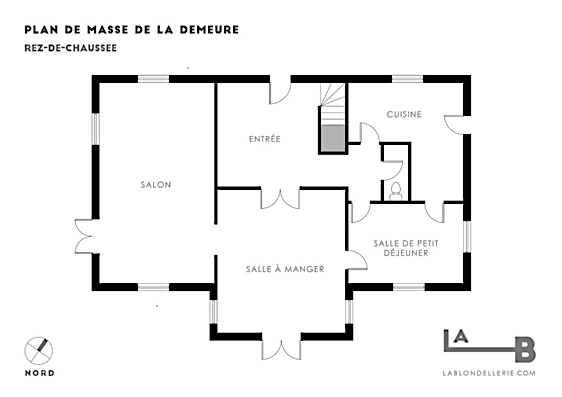 PLAN DE MASSE DE LA DEMEURE
REZ-DE-CHAUSSEE
CUISINE
ENTRÉE
SALON
SALLE DE PETIT
DÉJEUNER
SALLE À MANGER
NORD
LA
B
LABLONDELLERIE.COM